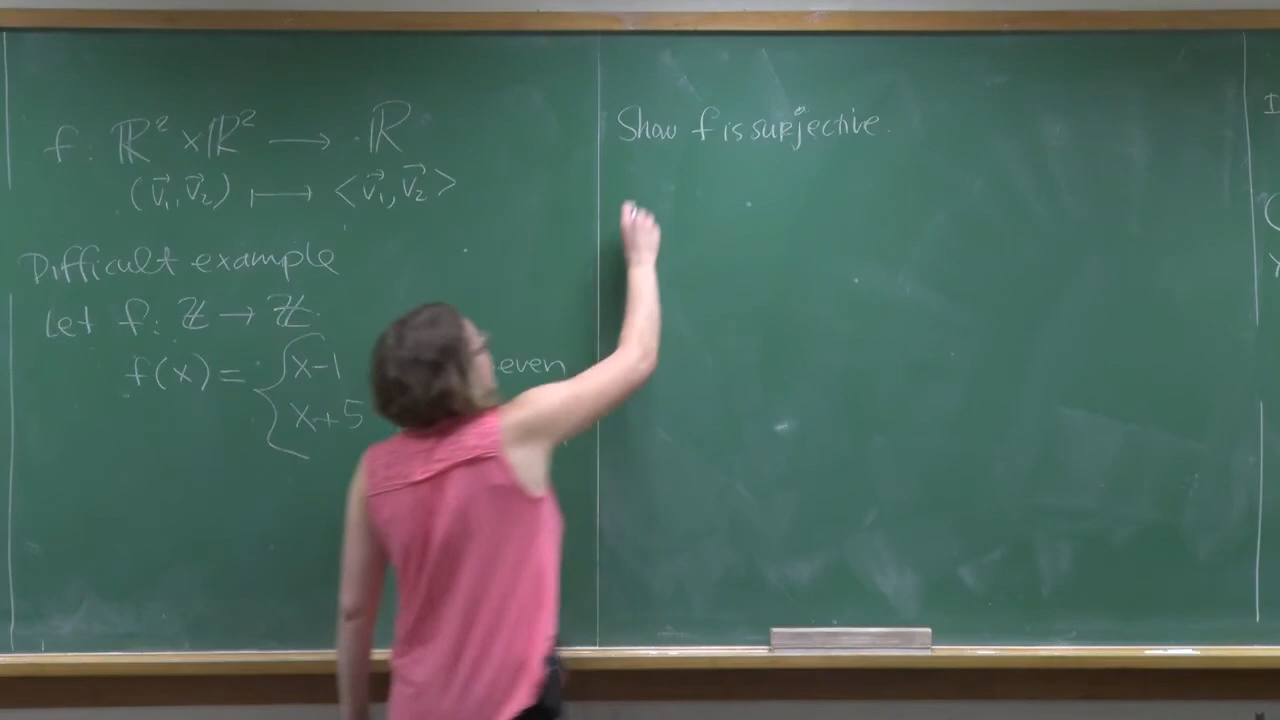 f: ℝ² × ℝ² ⟶ ℝ
(v⃗₁, v⃗₂) ⟼ <v⃗₁, v⃗₂>
Difficult example
Let f: ℤ → ℤ.
f(x) = { x-1 even
x+5
Show f is surjective.